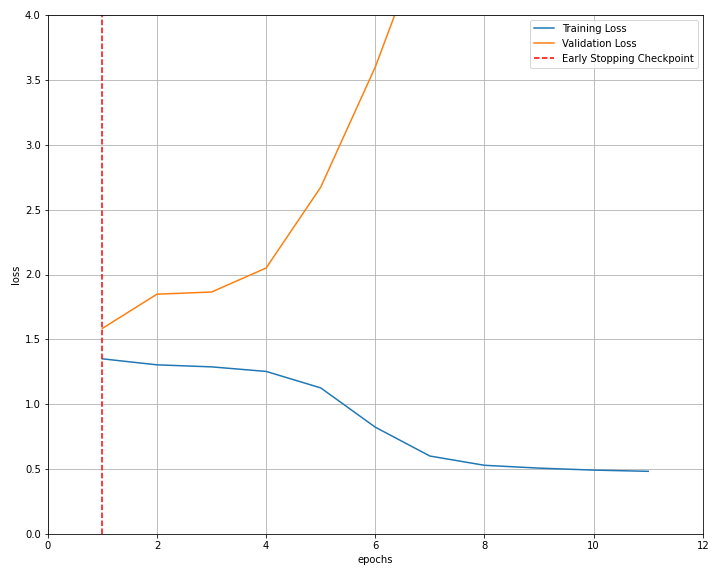 4.0
3.5
3.0
2.5
2.0
1.5
1.0
0.5
0.0
loss
0 2 4 6 8 10 12
epochs
Training Loss
Validation Loss
Early Stopping Checkpoint